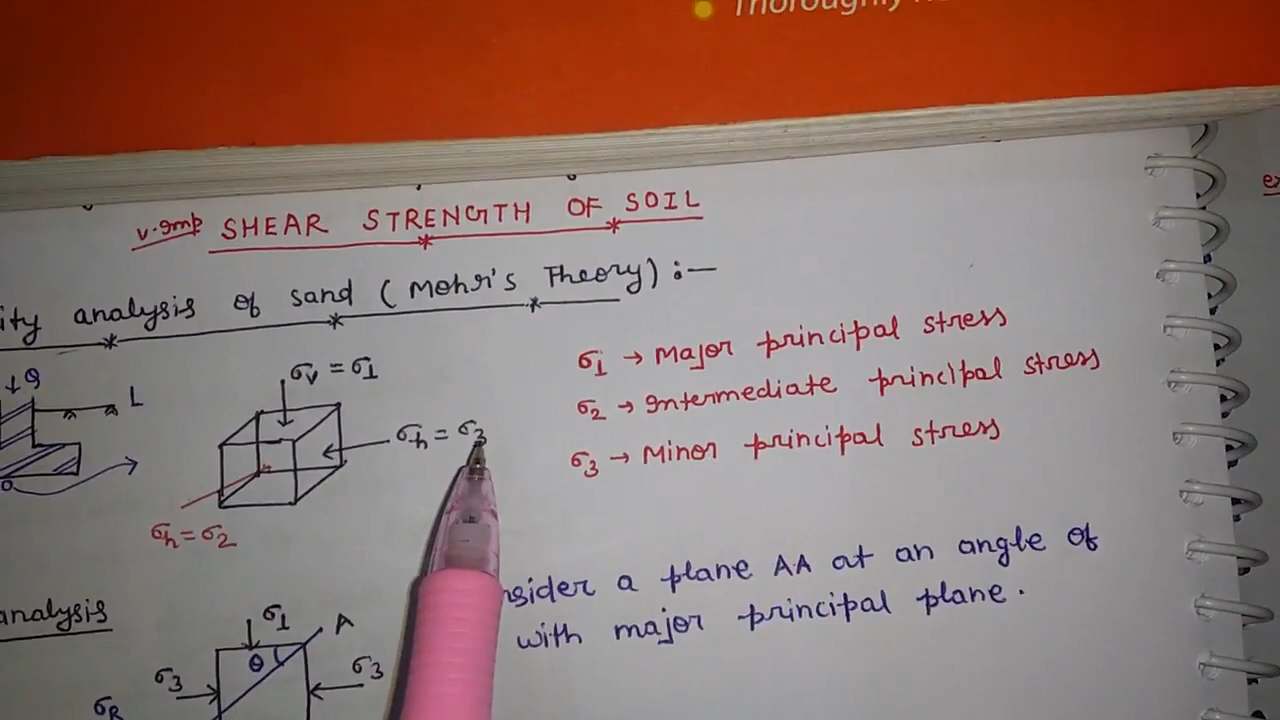 v.Imp SHEAR STRENGTH OF SOIL
analysis of sand (Mohr's Theory) :-
↓Q
L
σv = σ1
σh = σ3
σh = σ2
O
σ1 → Major principal stress
σ2 → Intermediate principal stress
σ3 → Minor principal stress
a plane AA at an angle of
with major principal plane.
analysis
σ1
A
θ
σ3
σ3